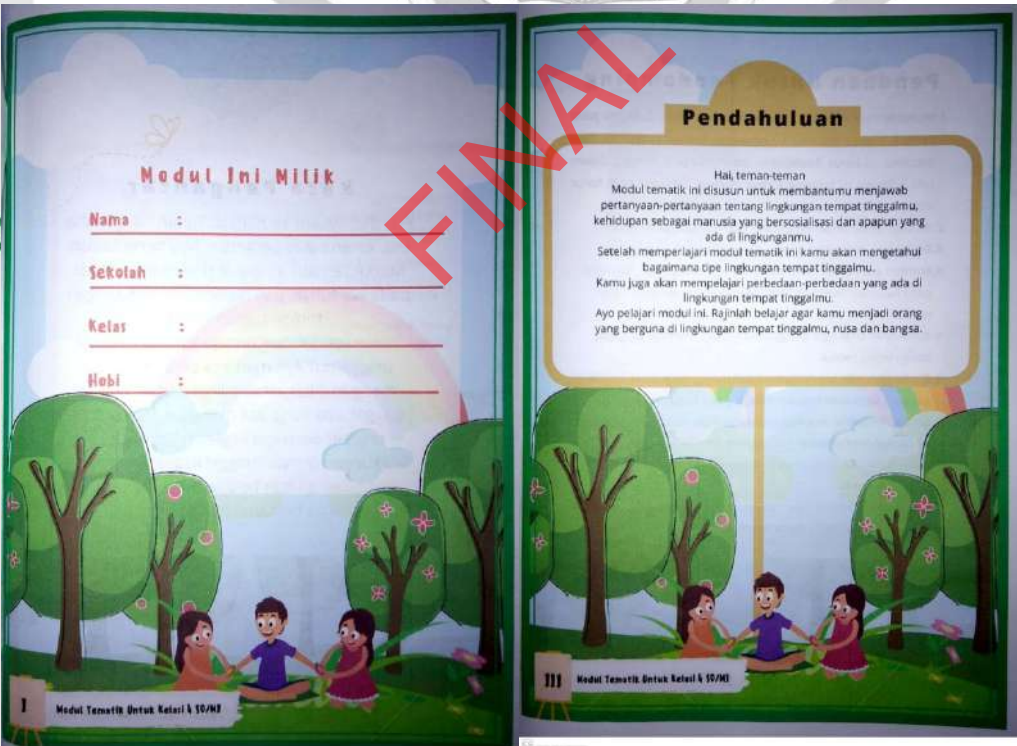 Modul Ini Milik
Nama :
Sekolah :
Kelas :
Hobi :
I
Modul Tematik Untuk Kelasi 4 SD/MI
FINAL
Pendahuluan
Hai, teman-teman
Modul tematik ini disusun untuk membantumu menjawab
pertanyaan-pertanyaan tentang lingkungan tempat tinggalmu,
kehidupan sebagai manusia yang bersosialisasi dan apapun yang
ada di lingkunganmu.
Setelah memperlajari modul tematik ini kamu akan mengetahui
bagaimana tipe lingkungan tempat tinggalmu.
Kamu juga akan mempelajari perbedaan-perbedaan yang ada di
lingkungan tempat tinggalmu.
Ayo pelajari modul ini. Rajinlah belajar agar kamu menjadi orang
yang berguna di lingkungan tempat tinggalmu, nusa dan bangsa.
III
Modul Tematik Untuk Kelasi 4 SD/MI